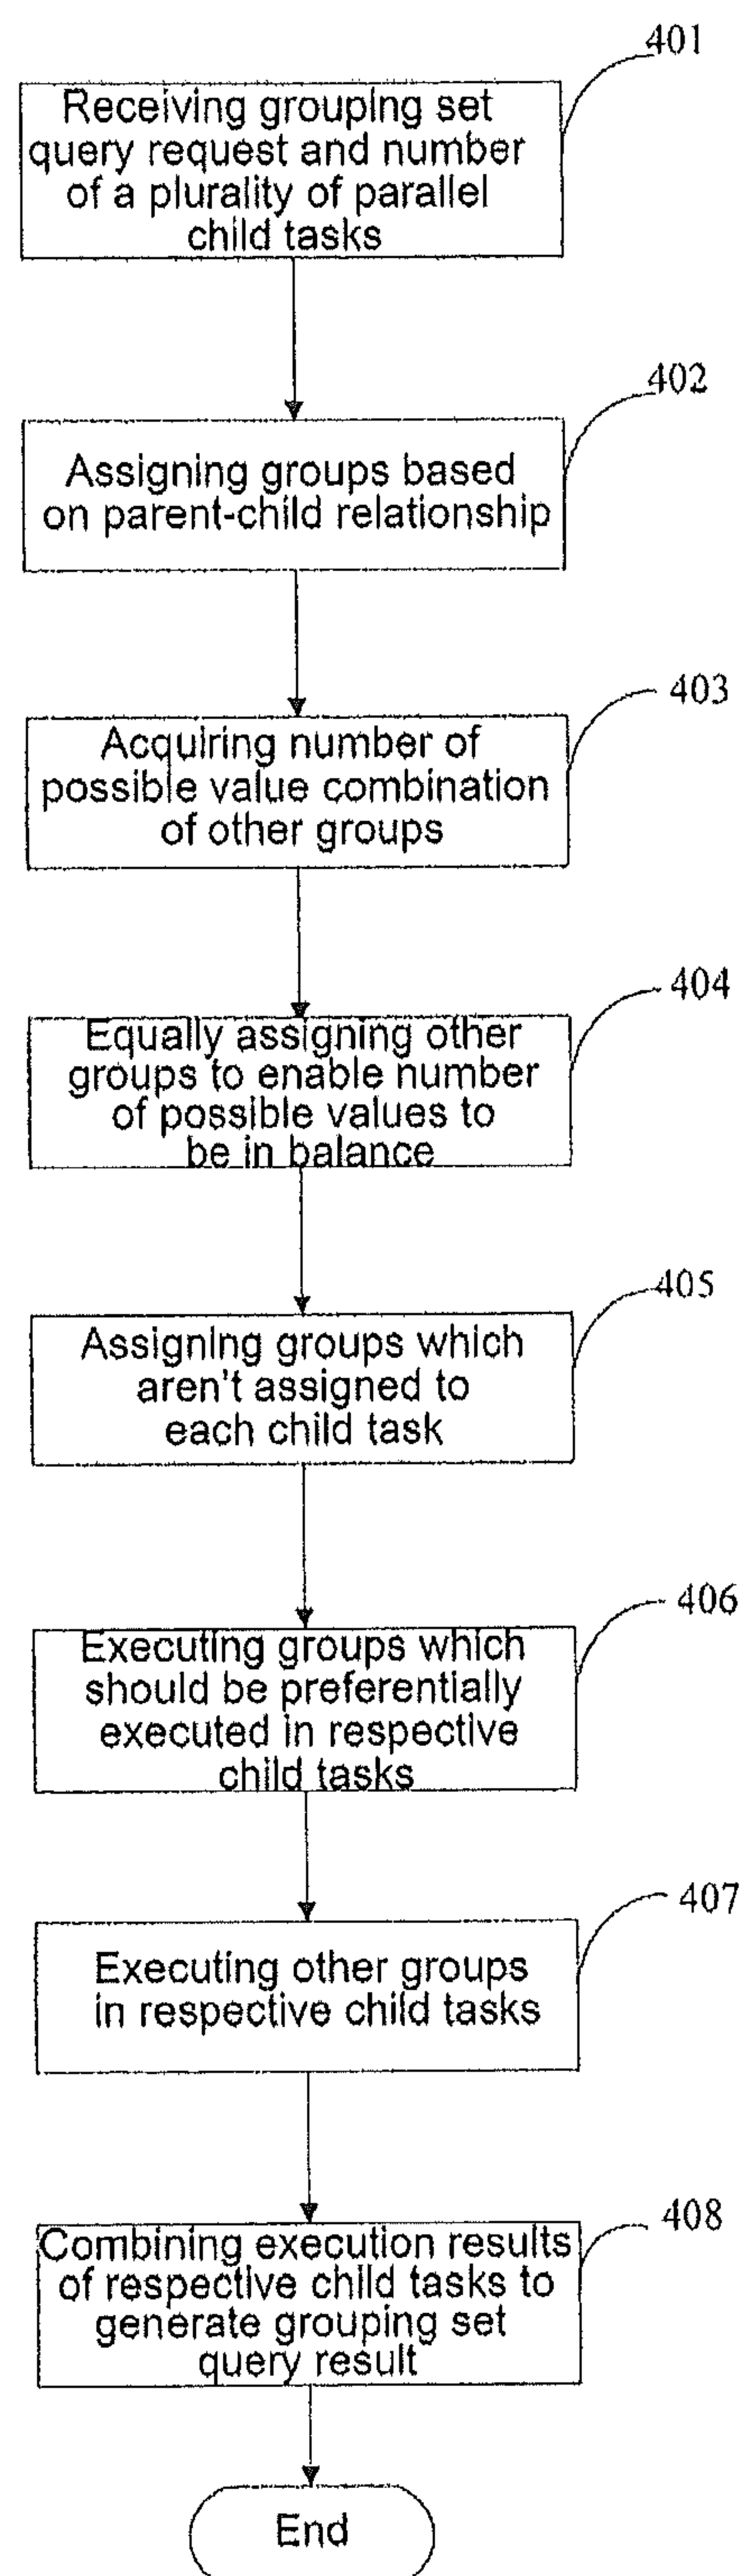 401
Receiving grouping set
query request and number
of a plurality of parallel
child tasks
402
Assigning groups based
on parent-child relationship
403
Acquiring number of
possible value combination
of other groups
404
Equally assigning other
groups to enable number
of possible values to
be in balance
405
Assigning groups which
aren't assigned to
each child task
406
Executing groups which
should be preferentially
executed in respective
child tasks
407
Executing other groups
in respective child tasks
408
Combining execution results
of respective child tasks to
generate grouping set
query result
End